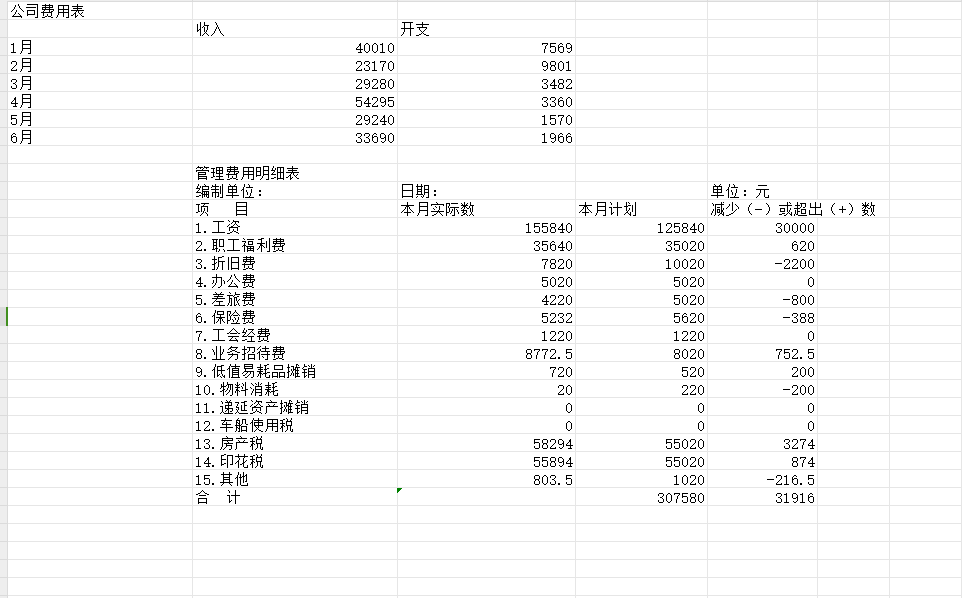 公司费用表
收入 开支
1月 40010 7569
2月 23170 9801
3月 29280 3482
4月 54295 3360
5月 29240 1570
6月 33690 1966
管理费用明细表
编制单位： 日期： 单位：元
项　目 本月实际数 本月计划 减少（-）或超出（+）数
1.工资 155840 125840 30000
2.职工福利费 35640 35020 620
3.折旧费 7820 10020 -2200
4.办公费 5020 5020 0
5.差旅费 4220 5020 -800
6.保险费 5232 5620 -388
7.工会经费 1220 1220 0
8.业务招待费 8772.5 8020 752.5
9.低值易耗品摊销 720 520 200
10.物料消耗 20 220 -200
11.递延资产摊销 0 0 0
12.车船使用税 0 0 0
13.房产税 58294 55020 3274
14.印花税 55894 55020 874
15.其他 803.5 1020 -216.5
合　计 307580 31916